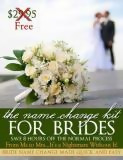 $29.95
Free
the name change kit
FOR BRIDES
SAVE 8 HOURS OFF THE NORMAL PROCESS
From Ms to Mrs., It's a Nightmare Without It!
BRIDE NAME CHANGE MADE QUICK AND EASY